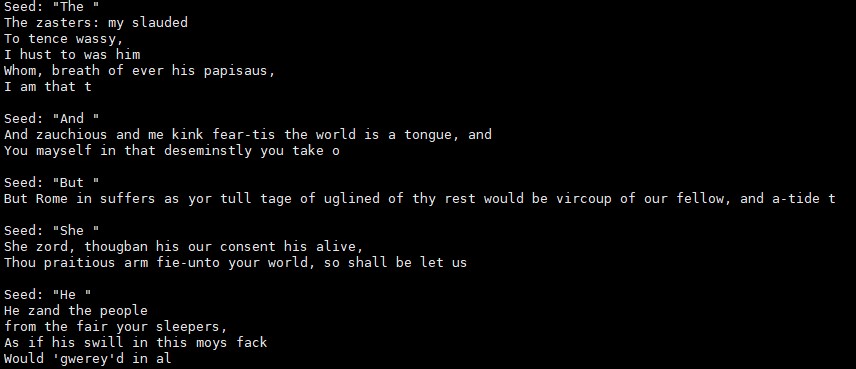 Seed: "The "
The zasters: my slauded
To tence wassy,
I hust to was him
Whom, breath of ever his papisaus,
I am that t
Seed: "And "
And zauchious and me kink fear-tis the world is a tongue, and
You mayself in that deseminstly you take o
Seed: "But "
But Rome in suffers as yor tull tage of uglined of thy rest would be vircoup of our fellow, and a-tide t
Seed: "She "
She zord, thougban his our consent his alive,
Thou praitious arm fie-unto your world, so shall be let us
Seed: "He "
He zand the people
from the fair your sleepers,
As if his swill in this moys fack
Would 'gwerey'd in al